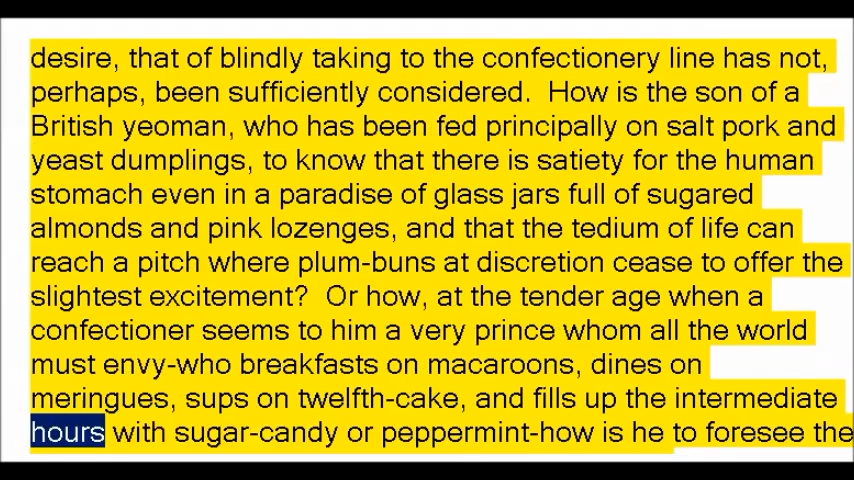 desire, that of blindly taking to the confectionery line has not,
perhaps, been sufficiently considered.  How is the son of a
British yeoman, who has been fed principally on salt pork and
yeast dumplings, to know that there is satiety for the human
stomach even in a paradise of glass jars full of sugared
almonds and pink lozenges, and that the tedium of life can
reach a pitch where plum-buns at discretion cease to offer the
slightest excitement?  Or how, at the tender age when a
confectioner seems to him a very prince whom all the world
must envy-who breakfasts on macaroons, dines on
meringues, sups on twelfth-cake, and fills up the intermediate
hours with sugar-candy or peppermint-how is he to foresee the